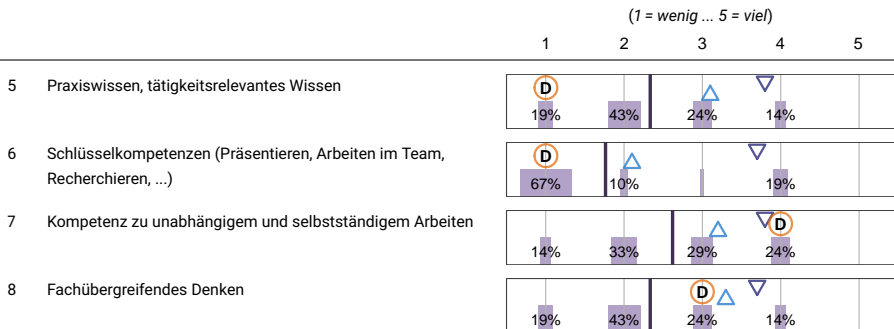 (1 = wenig ... 5 = viel)
1 2 3 4 5
5 Praxiswissen, tätigkeitsrelevantes Wissen
D
19% 43% 24% 14%
6 Schlüsselkompetenzen (Präsentieren, Arbeiten im Team,
Recherchieren, ...)
D
67% 10% 19%
7 Kompetenz zu unabhängigem und selbstständigem Arbeiten
D
14% 33% 29% 24%
8 Fachübergreifendes Denken
D
19% 43% 24% 14%